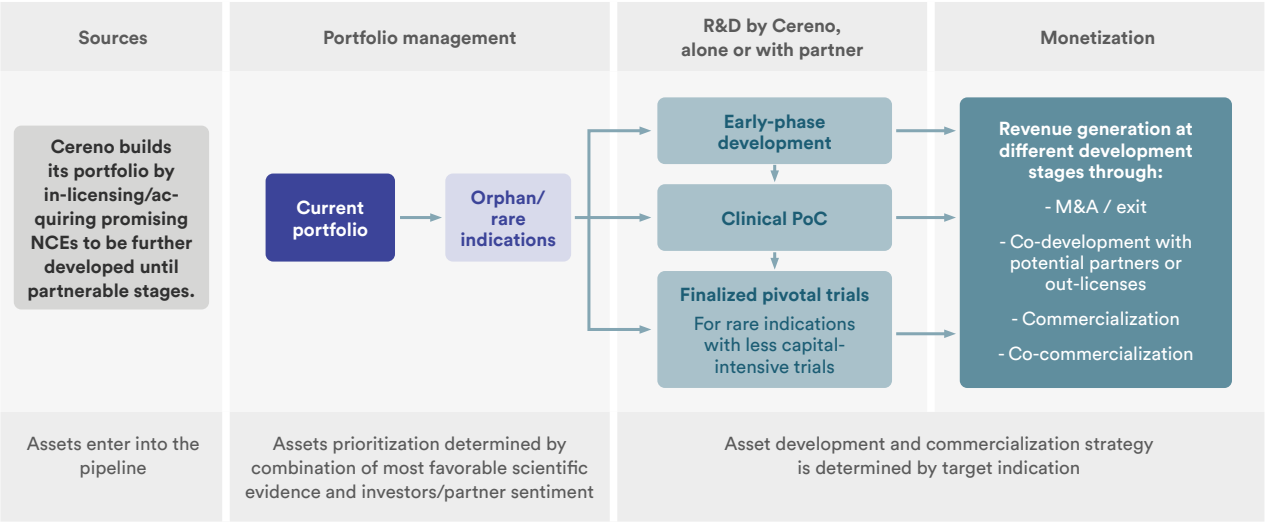 Sources
Portfolio management
R&D by Cereno,
alone or with partner
Monetization
Cereno builds
its portfolio by
in-licensing/ac-
quiring promising
NCEs to be further
developed until
partnerable stages.
Current
portfolio
Orphan/
rare
indications
Early-phase
development
Clinical PoC
Finalized pivotal trials
For rare indications
with less capital-
intensive trials
Revenue generation at
different development
stages through:
- M&A / exit
- Co-development with
potential partners or
out-licenses
- Commercialization
- Co-commercialization
Assets enter into the
pipeline
Assets prioritization determined by
combination of most favorable scientific
evidence and investors/partner sentiment
Asset development and commercialization strategy
is determined by target indication